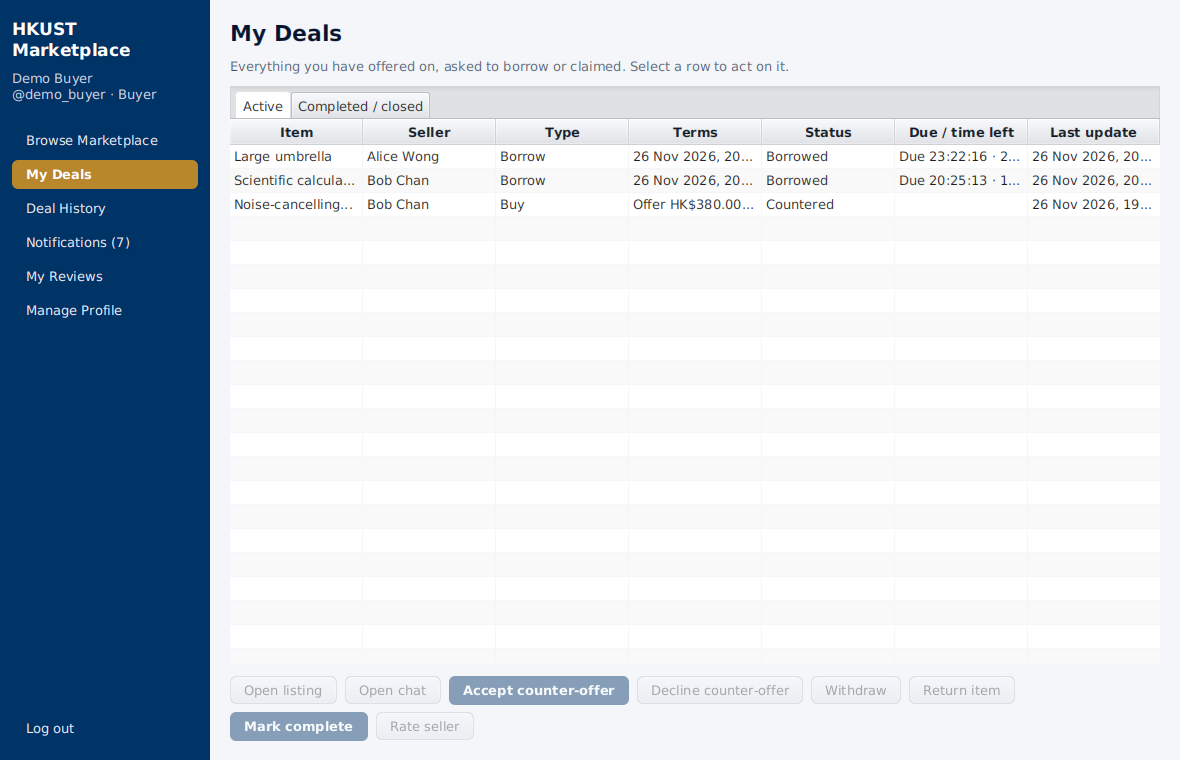 HKUST
Marketplace
Demo Buyer
@demo_buyer · Buyer
Browse Marketplace
My Deals
Deal History
Notifications (7)
My Reviews
Manage Profile
Log out
My Deals
Everything you have offered on, asked to borrow or claimed. Select a row to act on it.
Active Completed / closed
Item Seller Type Terms Status Due / time left Last update
Large umbrella Alice Wong Borrow 26 Nov 2026, 20... Borrowed Due 23:22:16 · 2... 26 Nov 2026, 20...
Scientific calcula... Bob Chan Borrow 26 Nov 2026, 20... Borrowed Due 20:25:13 · 1... 26 Nov 2026, 20...
Noise-cancelling... Bob Chan Buy Offer HK$380.00... Countered 26 Nov 2026, 19...
Open listing Open chat Accept counter-offer Decline counter-offer Withdraw Return item
Mark complete Rate seller